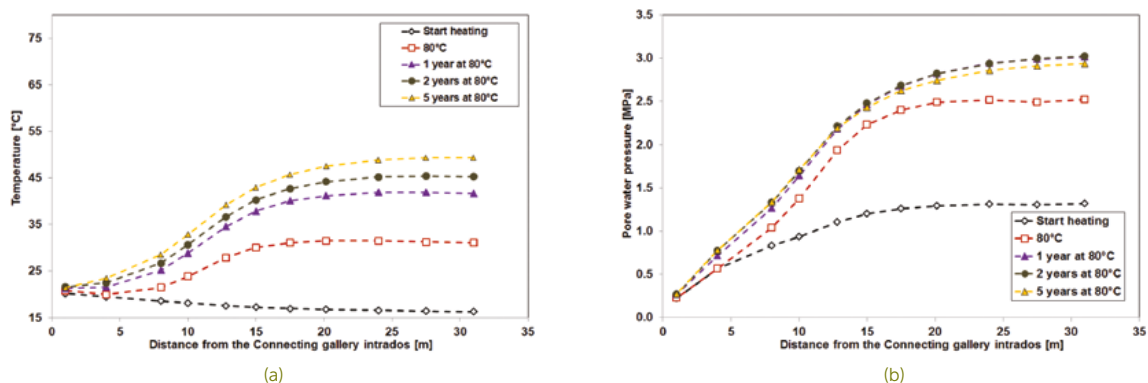 75
65
55
45
35
25
15
Temperature [°C]
Start heating
80°C
1 year at 80°C
2 years at 80°C
5 years at 80°C
0 5 10 15 20 25 30 35
Distance from the Connecting gallery intrados [m]
(a)
3.5
3.0
2.5
2.0
1.5
1.0
0.5
0.0
Pore water pressure [MPa]
Start heating
80°C
1 year at 80°C
2 years at 80°C
5 years at 80°C
0 5 10 15 20 25 30 35
Distance from the Connecting gallery intrados [m]
(b)